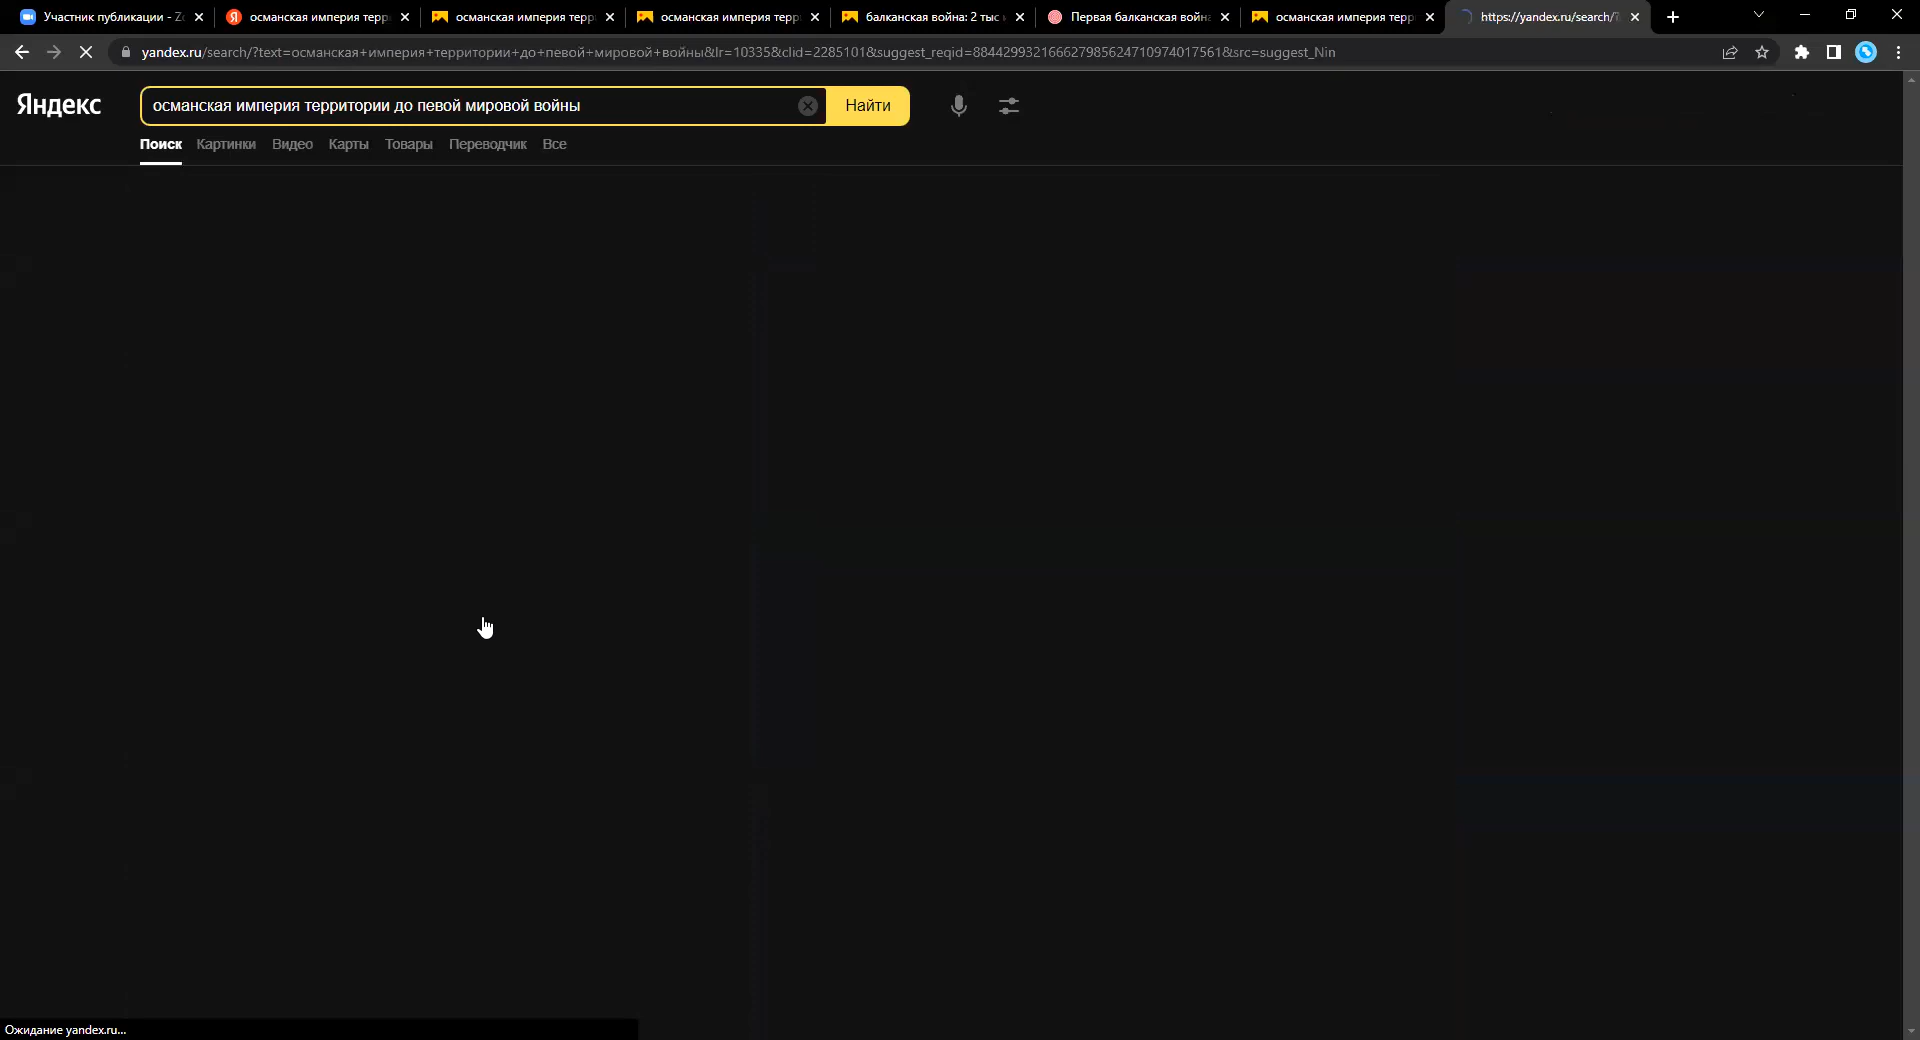 Участник публикации - Zo
османская империя терр
османская империя терр
османская империя терр
балканская война: 2 тыс
Первая балканская война
османская империя терр
https://yandex.ru/search/?
yandex.ru/search/?text=османская+империя+территории+до+певой+мировой+войны&lr=10335&clid=2285101&suggest_reqid=884429932166627985624710974017561&src=suggest_Nin
Яндекс
османская империя территории до певой мировой войны
Найти
Поиск Картинки Видео Карты Товары Переводчик Все
Ожидание yandex.ru...